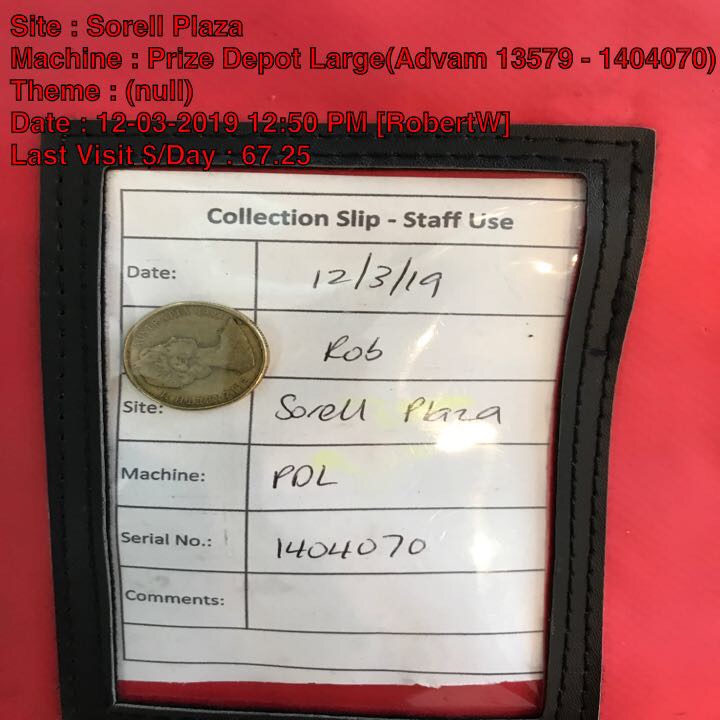 Site : Sorell Plaza
Machine : Prize Depot Large(Advam 13579 - 1404070)
Theme : (null)
Date : 12-03-2019 12:50 PM [RobertW]
Last Visit $/Day : 67.25
Collection Slip - Staff Use
Date: 12/3/19
Rob
Site: Sorell Plaza
Machine: PDL
Serial No.: 1404070
Comments: